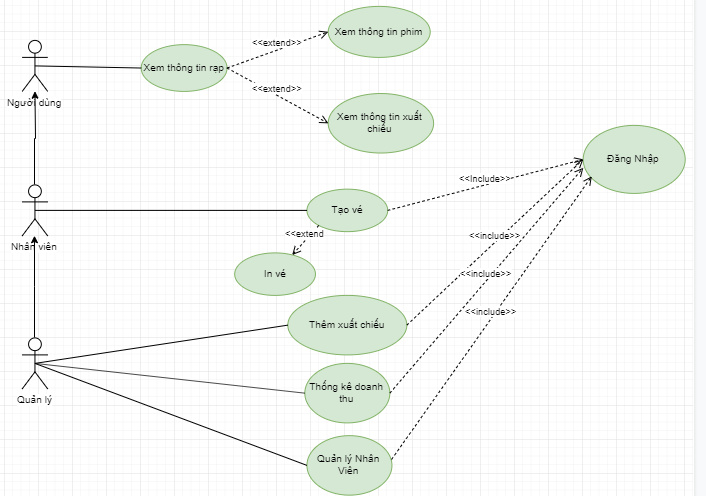 Xem thông tin phim
<<extend>>
Xem thông tin rạp
<<extend>>
Người dùng
Xem thông tin xuất
chiếu
Đăng Nhập
<<Include>>
Tạo vé
<<extend
Nhân viên
<<include>>
In vé
<<include>>
<<include>>
Thêm xuất chiếu
Thống kê doanh
thu
Quản lý
Quản lý Nhân
Viên